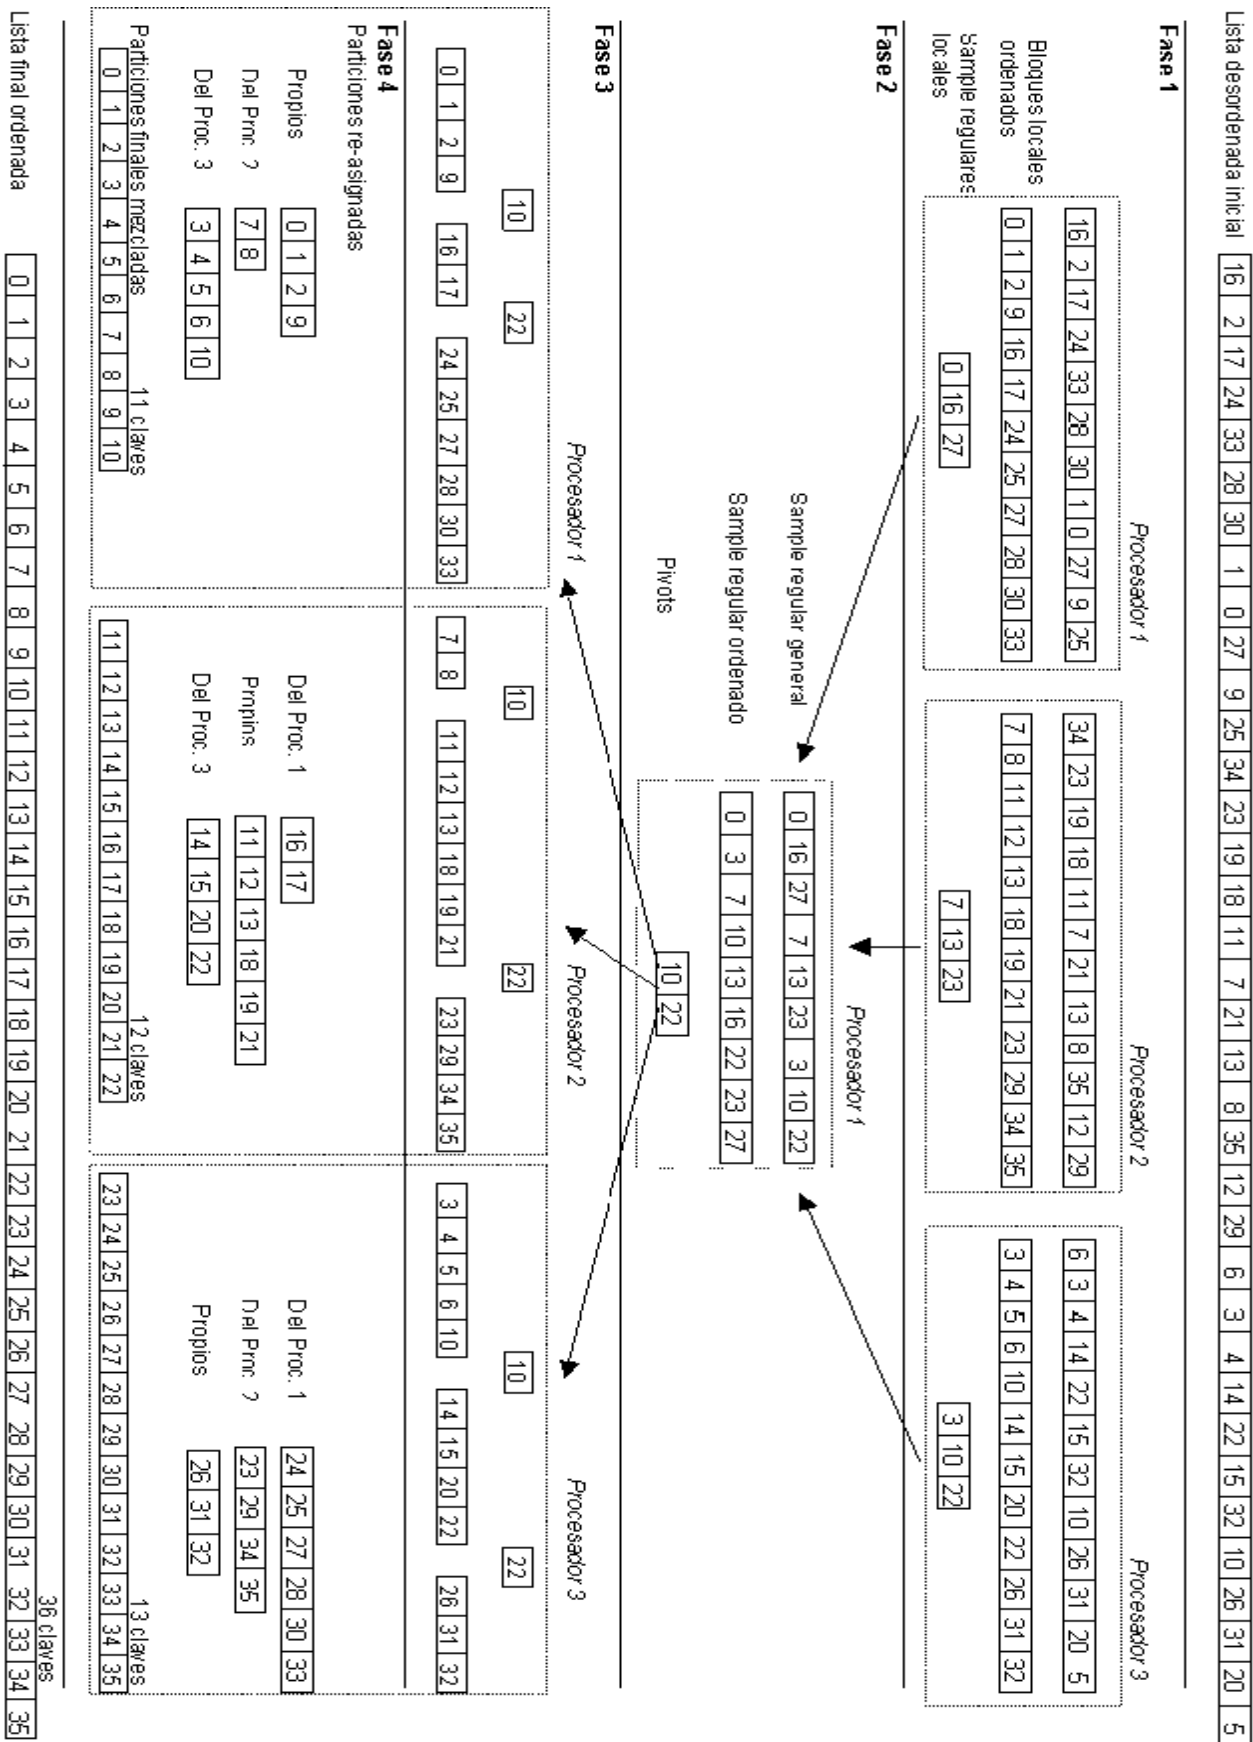 Lista desordenada inicial 16 2 17 24 33 28 30 1 0 27 9 25 34 23 19 18 11 7 21 13 8 35 12 29 6 3 4 14 22 15 32 10 26 31 20 5
Fase 1
Procesador 1 Procesador 2 Procesador 3
16 2 17 24 33 28 30 1 0 27 9 25 34 23 19 18 11 7 21 13 8 35 12 29 6 3 4 14 22 15 32 10 26 31 20 5
Bloques locales
ordenados
0 1 2 9 16 17 24 25 27 28 30 33 7 8 11 12 13 18 19 21 23 29 34 35 3 4 5 6 10 14 15 20 22 26 31 32
Sample regulares
locales
0 16 27 7 13 23 3 10 22
Fase 2
Procesador 1
Sample regular general 0 16 27 7 13 23 3 10 22
Sample regular ordenado 0 3 7 10 13 16 22 23 27
Pivots 10 22
Fase 3
Procesador 1 Procesador 2 Procesador 3
10 22 10 22 10 22
0 1 2 9 16 17 24 25 27 28 30 33 7 8 11 12 13 18 19 21 23 29 34 35 3 4 5 6 10 14 15 20 22 26 31 32
Fase 4
Particiones re-asignadas
Propios 0 1 2 9 Del Proc. 1 16 17 Del Proc. 1 24 25 27 28 30 33
Del Proc. 2 7 8 Propios 11 12 13 18 19 21 Del Proc. 2 23 29 34 35
Del Proc. 3 3 4 5 6 10 Del Proc. 3 14 15 20 22 Propios 26 31 32
Particiones finales mezcladas 11 claves 12 claves 13 claves
0 1 2 3 4 5 6 7 8 9 10 11 12 13 14 15 16 17 18 19 20 21 22 23 24 25 26 27 28 29 30 31 32 33 34 35
36 claves
Lista final ordenada 0 1 2 3 4 5 6 7 8 9 10 11 12 13 14 15 16 17 18 19 20 21 22 23 24 25 26 27 28 29 30 31 32 33 34 35